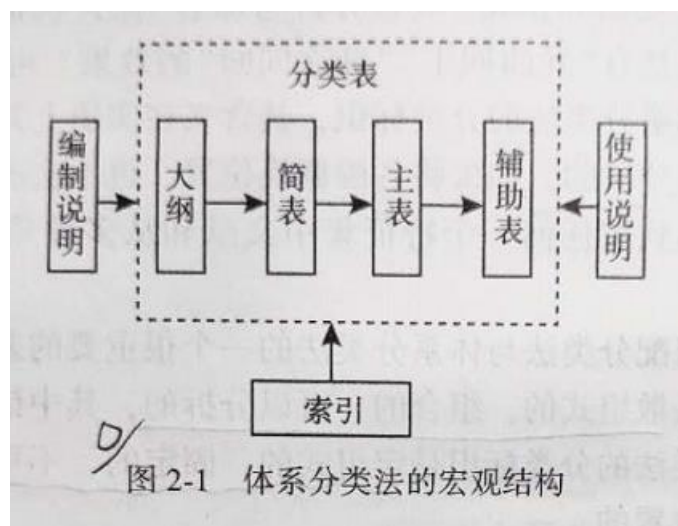 分类表
编制说明
大纲
简表
主表
辅助表
使用说明
索引
图 2-1 体系分类法的宏观结构